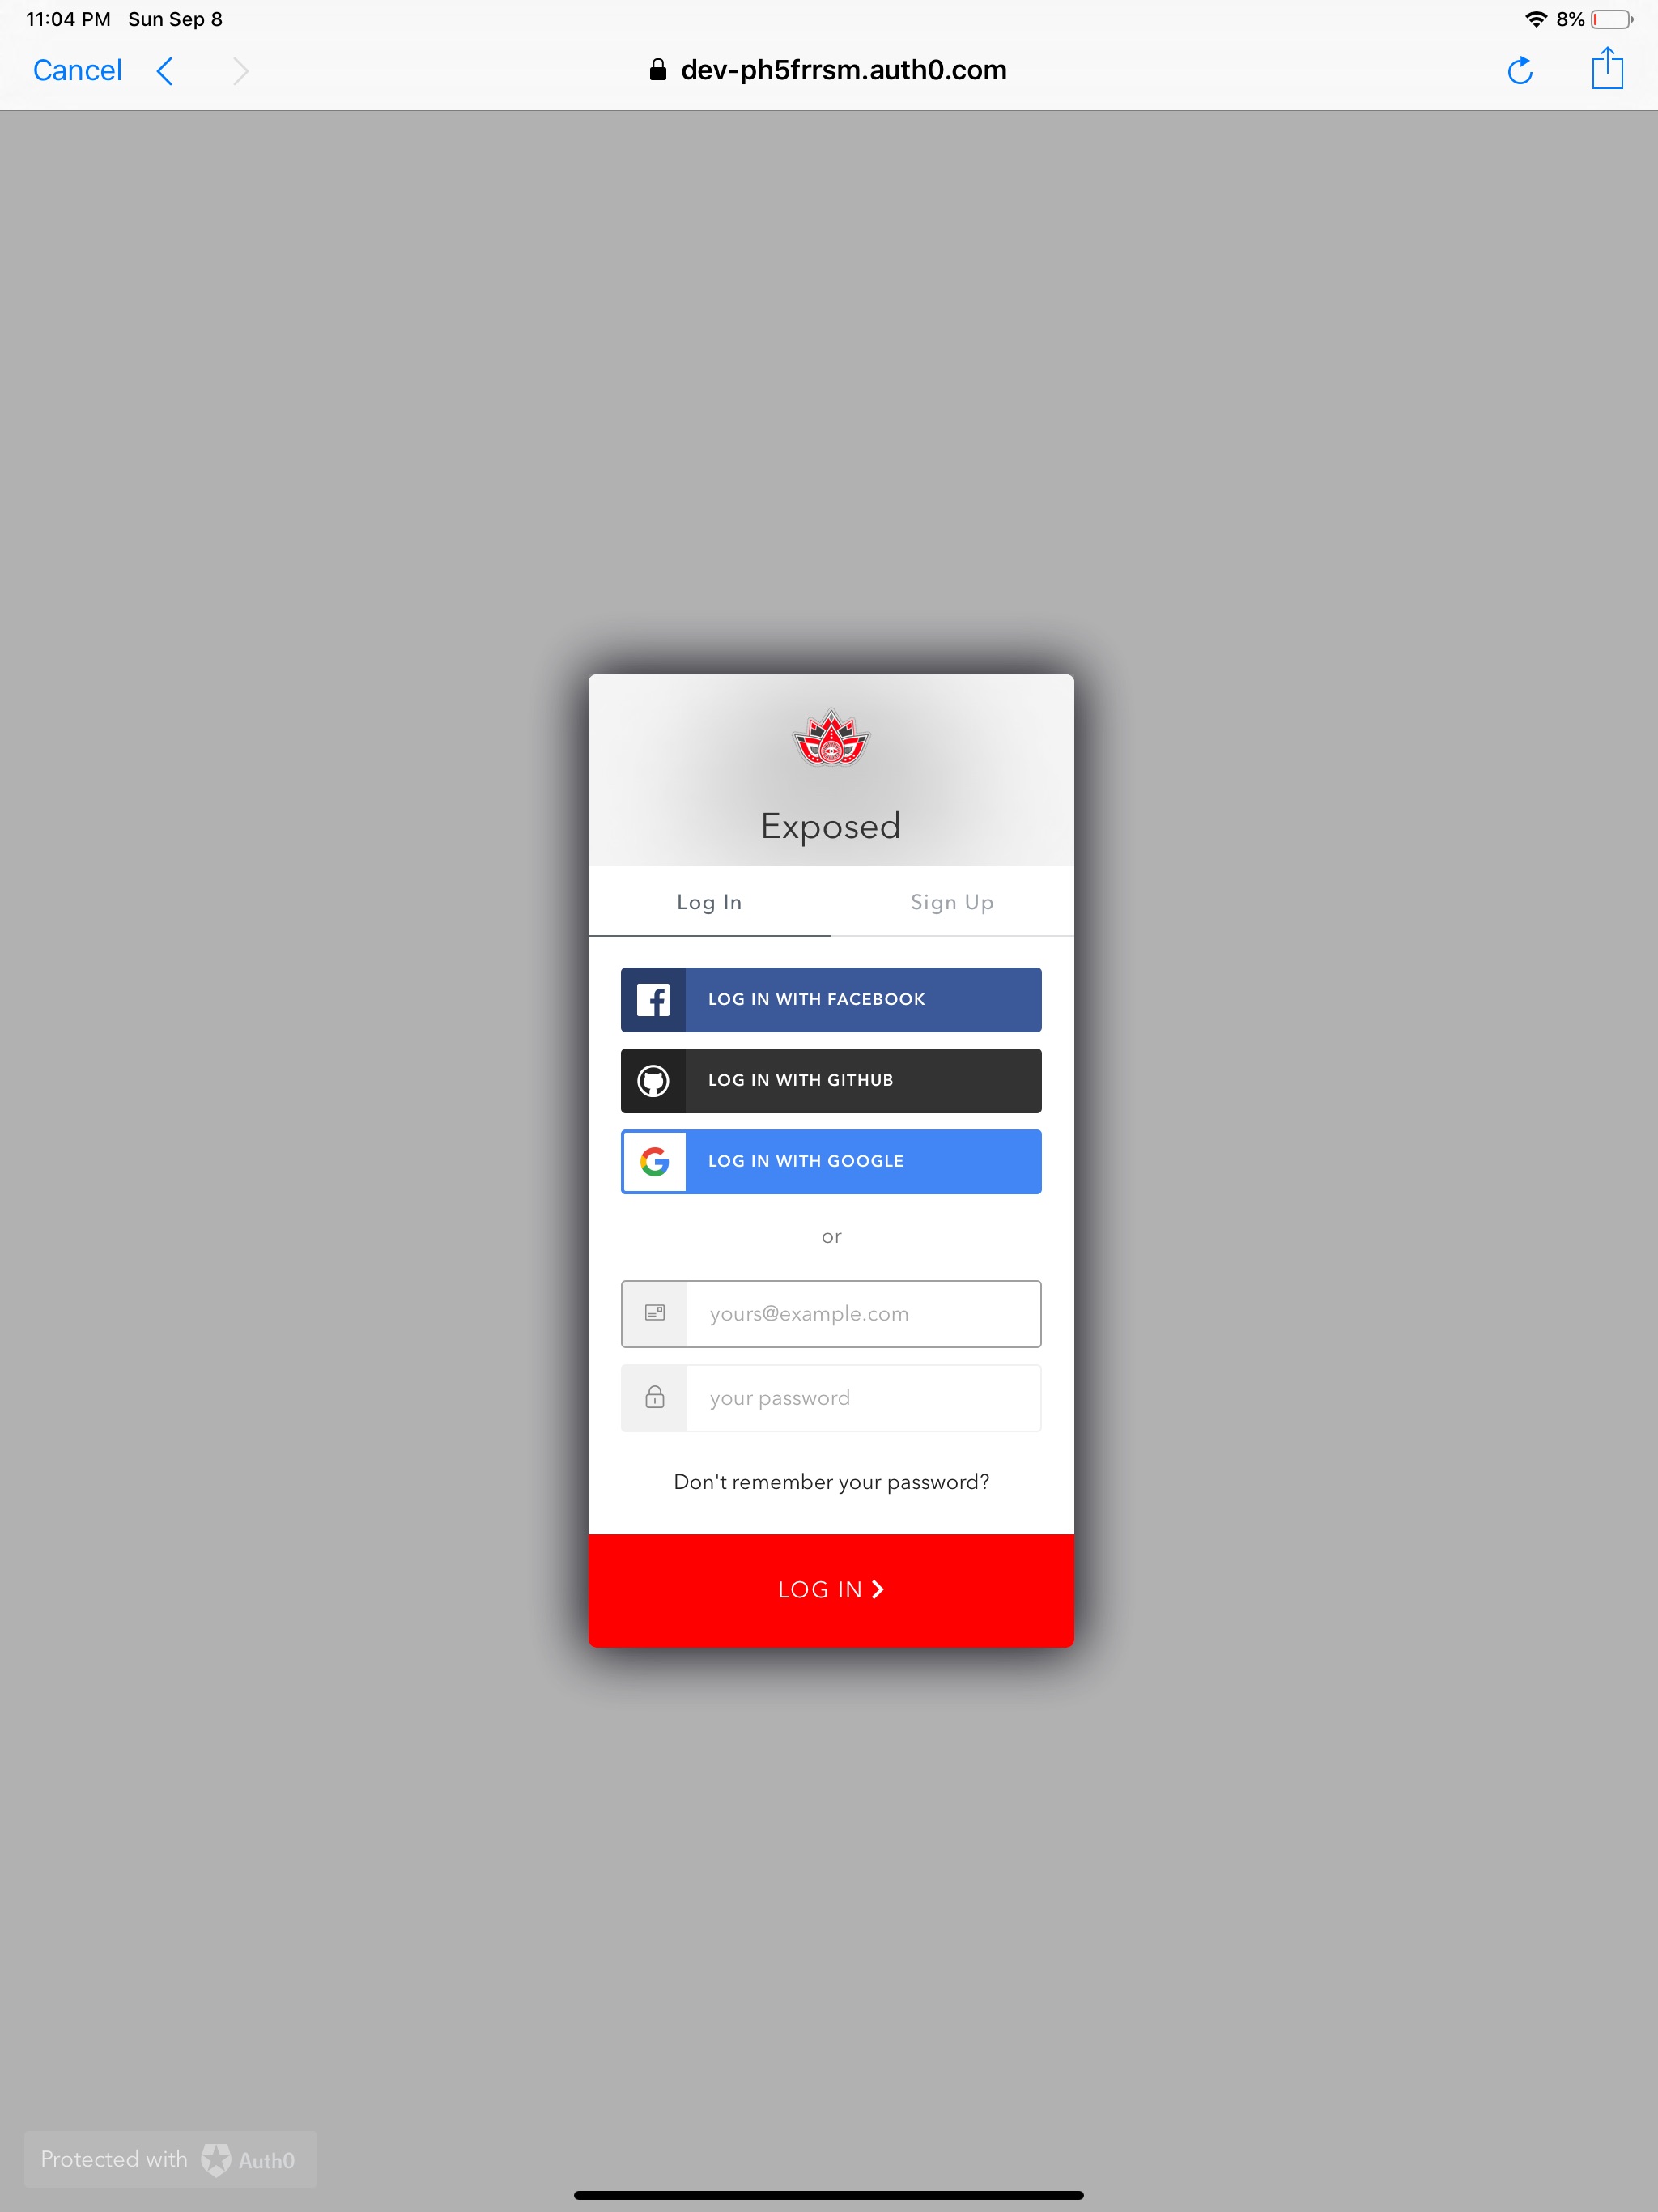 11:04 PM Sun Sep 8 8%
Cancel dev-ph5frrsm.auth0.com
Exposed
Log In Sign Up
LOG IN WITH FACEBOOK
LOG IN WITH GITHUB
LOG IN WITH GOOGLE
or
yours@example.com
your password
Don't remember your password?
LOG IN
Protected with Auth0